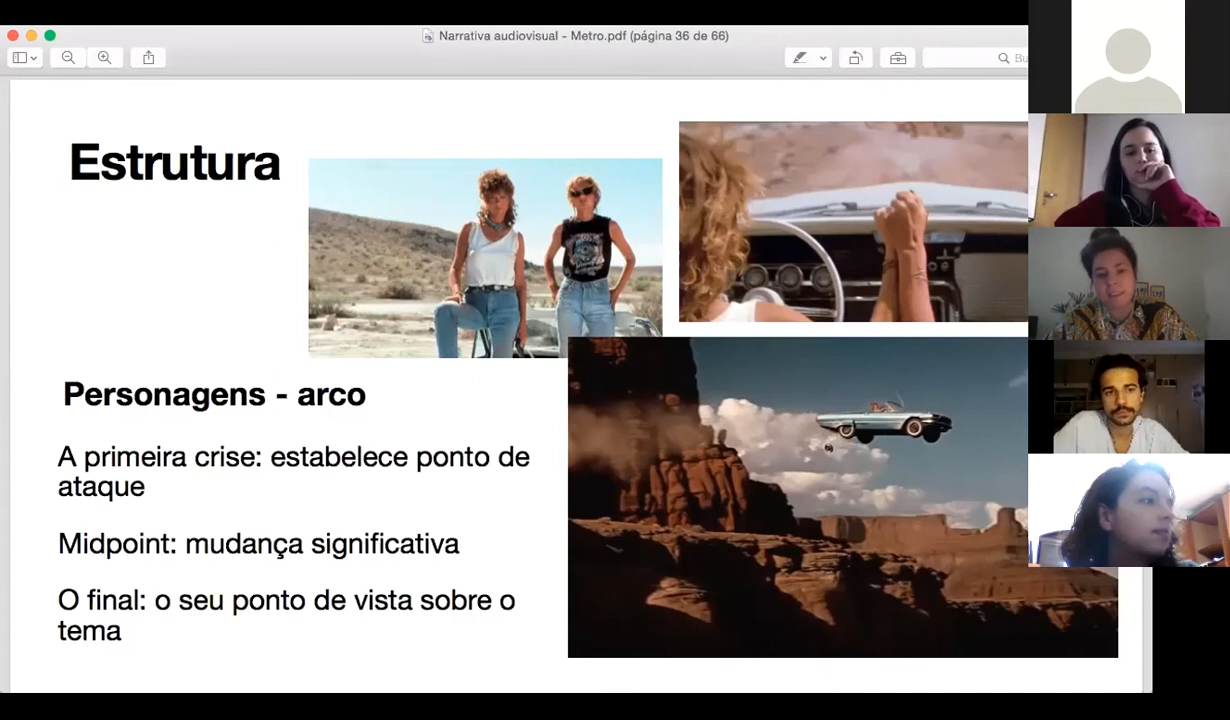 Narrativa audiovisual - Metro.pdf (página 36 de 66)
Bu
Estrutura
Personagens - arco
A primeira crise: estabelece ponto de
ataque
Midpoint: mudança significativa
O final: o seu ponto de vista sobre o
tema